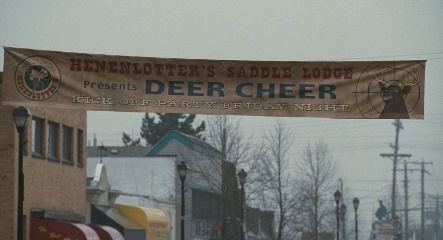 HENENLOTTER'S SADDLE LODGE
Presents DEER CHEER
KICK OFF PARTY FRIDAY NIGHT